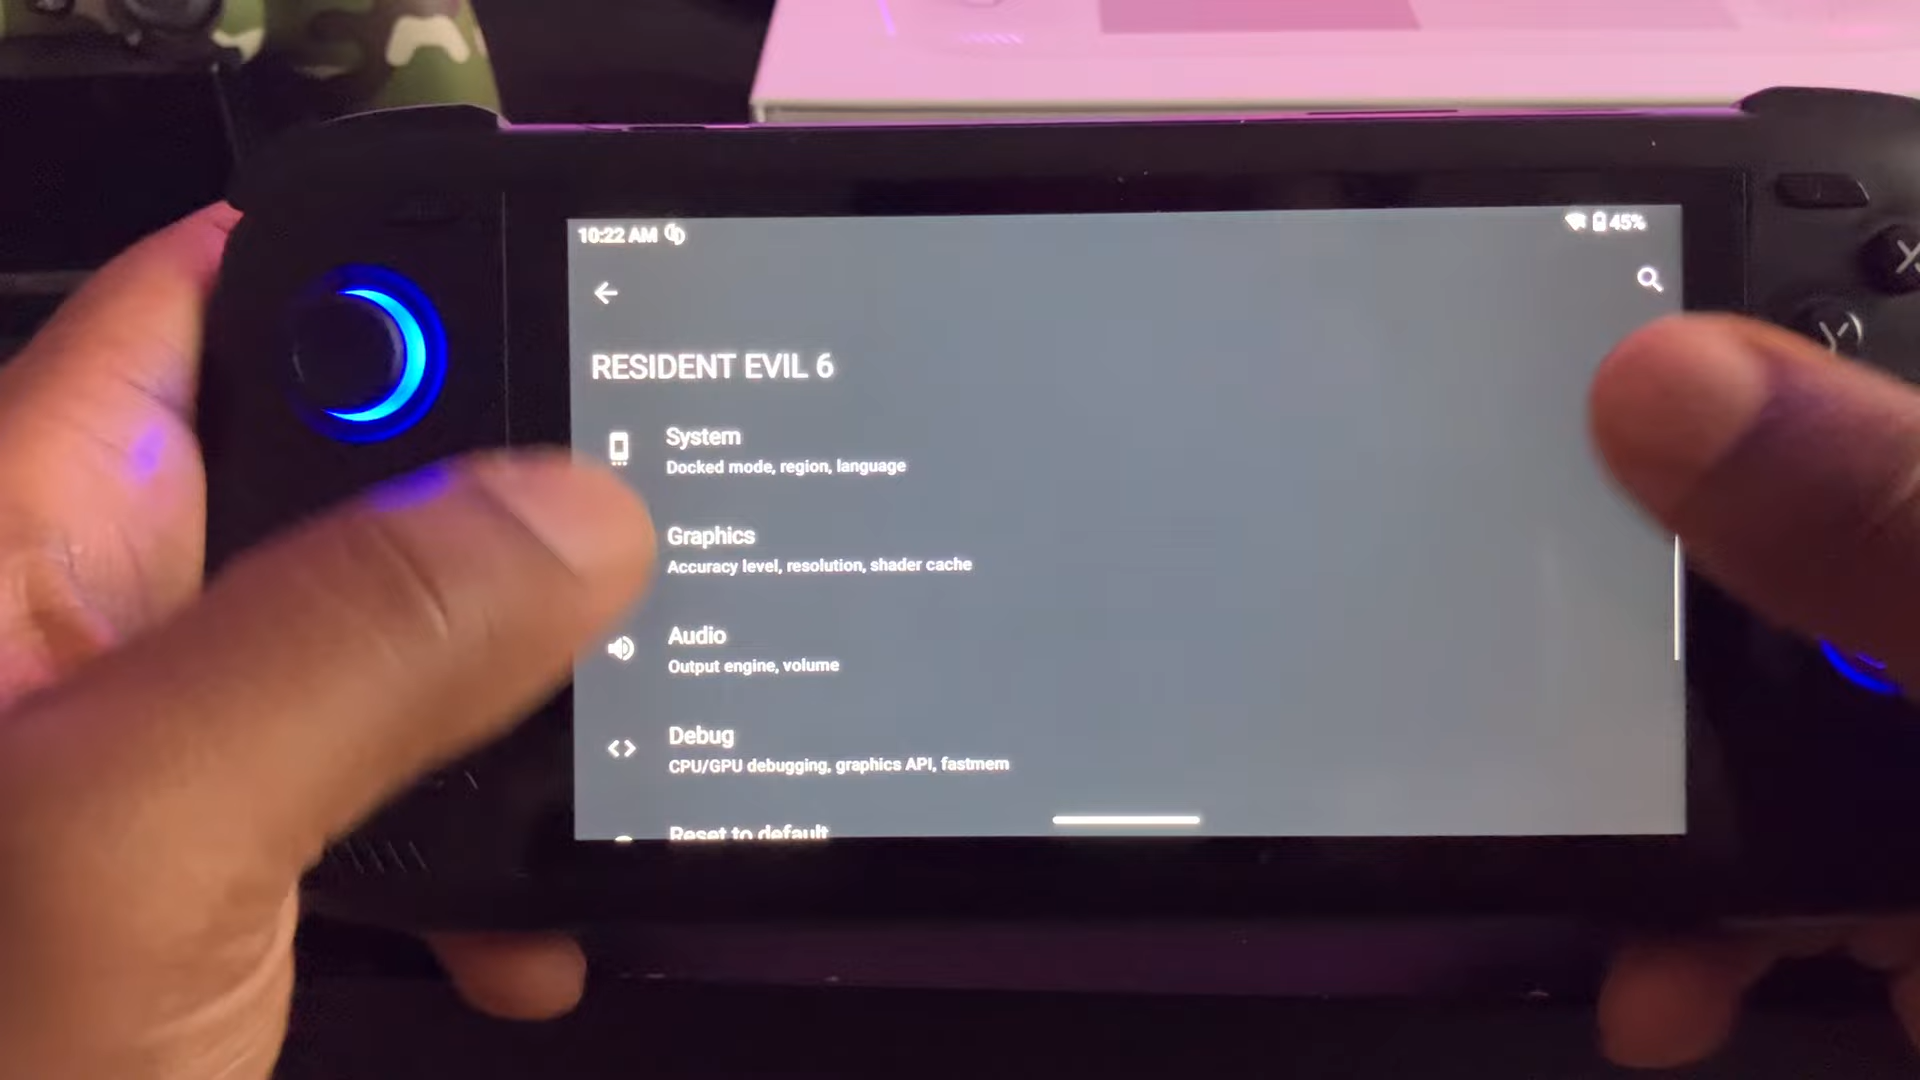 10:22 AM
45%
RESIDENT EVIL 6
System
Docked mode, region, language
Graphics
Accuracy level, resolution, shader cache
Audio
Output engine, volume
Debug
CPU/GPU debugging, graphics API, fastmem
Reset to default
X
Y